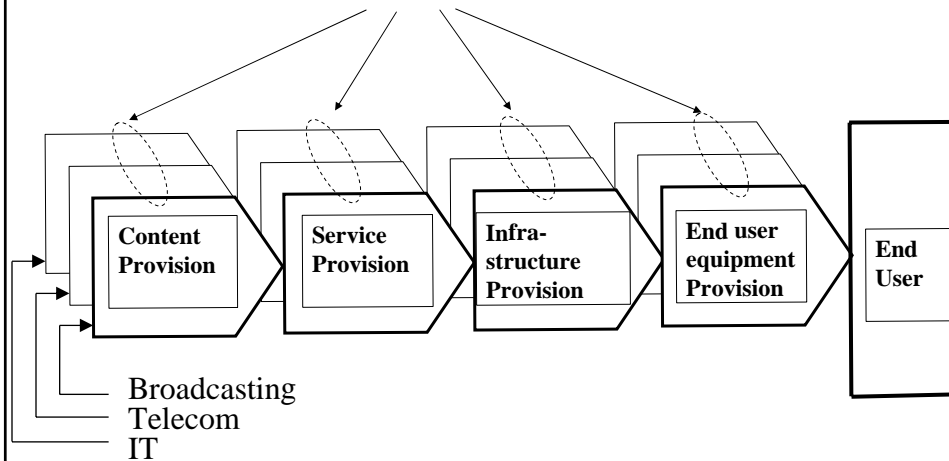 Content
Provision
Service
Provision
Infra-
structure
Provision
End user
equipment
Provision
End
User
Broadcasting
Telecom
IT